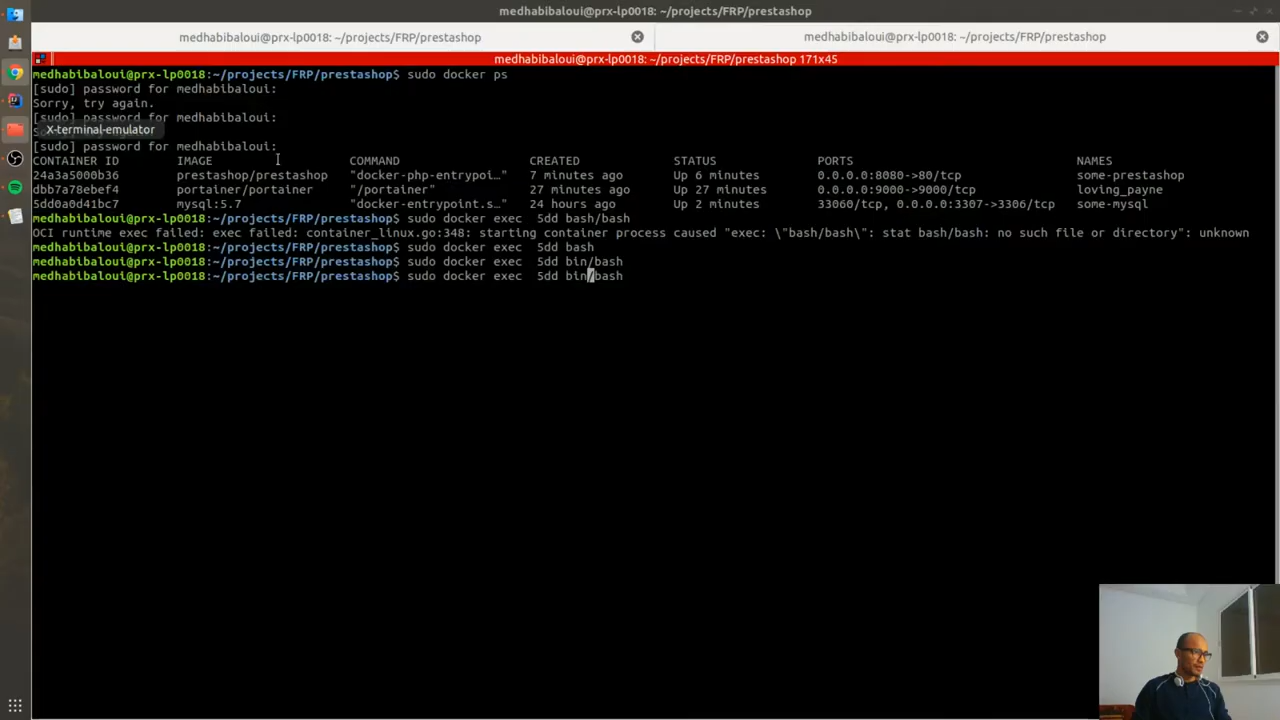 medhabibaloui@prx-lp0018: ~/projects/FRP/prestashop
medhabibaloui@prx-lp0018: ~/projects/FRP/prestashop
medhabibaloui@prx-lp0018: ~/projects/FRP/prestashop
medhabibaloui@prx-lp0018: ~/projects/FRP/prestashop 171x45
medhabibaloui@prx-lp0018:~/projects/FRP/prestashop$ sudo docker ps
[sudo] password for medhabibaloui:
Sorry, try again.
[sudo] password for medhabibaloui:
X-terminal-emulator
[sudo] password for medhabibaloui:
CONTAINER ID IMAGE COMMAND CREATED STATUS PORTS NAMES
24a3a5000b36 prestashop/prestashop "docker-php-entrypoi…" 7 minutes ago Up 6 minutes 0.0.0.0:8080->80/tcp some-prestashop
dbb7a78ebef4 portainer/portainer "/portainer" 27 minutes ago Up 27 minutes 0.0.0.0:9000->9000/tcp loving_payne
5dd0a0d41bc7 mysql:5.7 "docker-entrypoint.s…" 24 hours ago Up 2 minutes 33060/tcp, 0.0.0.0:3307->3306/tcp some-mysql
medhabibaloui@prx-lp0018:~/projects/FRP/prestashop$ sudo docker exec  5dd bash/bash
OCI runtime exec failed: exec failed: container_linux.go:348: starting container process caused "exec: \"bash/bash\": stat bash/bash: no such file or directory": unknown
medhabibaloui@prx-lp0018:~/projects/FRP/prestashop$ sudo docker exec  5dd bash
medhabibaloui@prx-lp0018:~/projects/FRP/prestashop$ sudo docker exec  5dd bin/bash
medhabibaloui@prx-lp0018:~/projects/FRP/prestashop$ sudo docker exec  5dd bin/bash